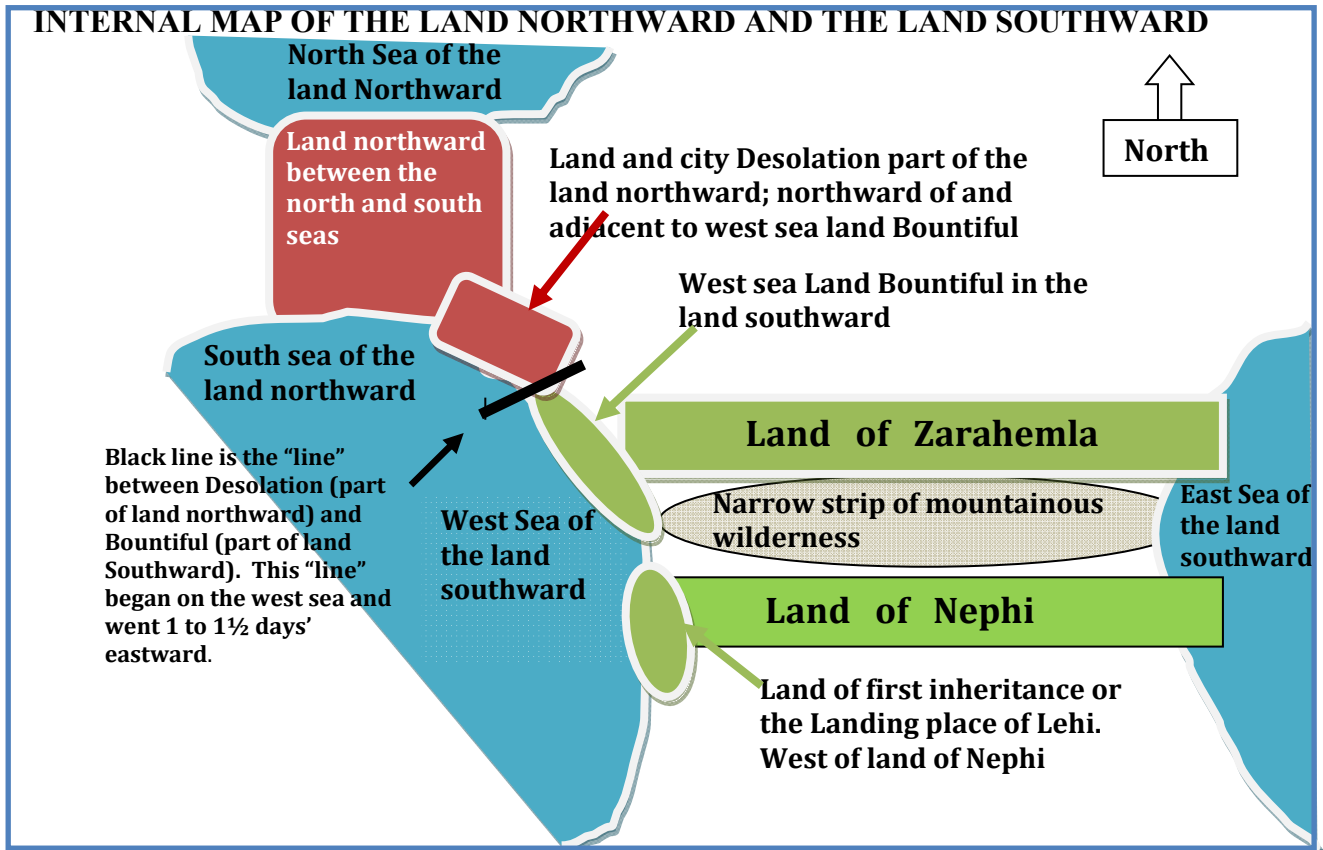 INTERNAL MAP OF THE LAND NORTHWARD AND THE LAND SOUTHWARD
North Sea of the
land Northward
North
Land northward
between the
north and south
seas
Land and city Desolation part of the
land northward; northward of and
adjacent to west sea land Bountiful
West sea Land Bountiful in the
land southward
South sea of the
land northward
Land of Zarahemla
Black line is the “line”
between Desolation (part
of land northward) and
Bountiful (part of land
Southward). This “line”
began on the west sea and
went 1 to 1½ days’
eastward.
West Sea of
the land
southward
Narrow strip of mountainous
wilderness
East Sea of
the land
southward
Land of Nephi
Land of first inheritance or
the Landing place of Lehi.
West of land of Nephi